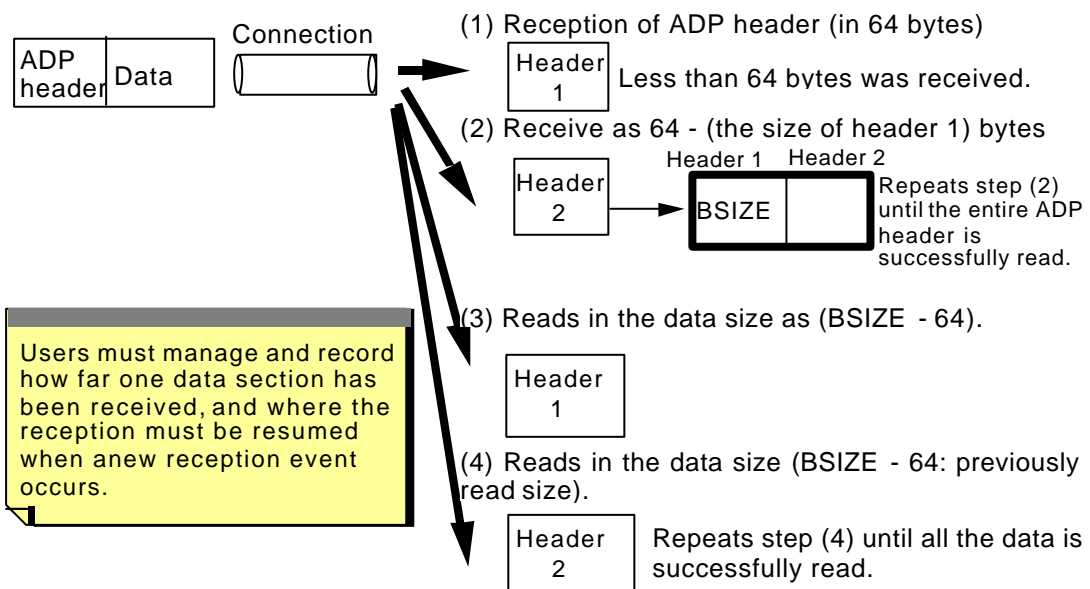 (1) Reception of ADP header (in 64 bytes)
Connection
ADP
header
Data
Header
1
Less than 64 bytes was received.
(2) Receive as 64 - (the size of header 1) bytes
Header 1 Header 2
Header
2
BSIZE
Repeats step (2)
until the entire ADP
header is
successfully read.
Users must manage and record
how far one data section has
been received, and where the
reception must be resumed
when anew reception event
occurs.
(3) Reads in the data size as (BSIZE - 64).
Header
1
(4) Reads in the data size (BSIZE - 64: previously
read size).
Header
2
Repeats step (4) until all the data is
successfully read.